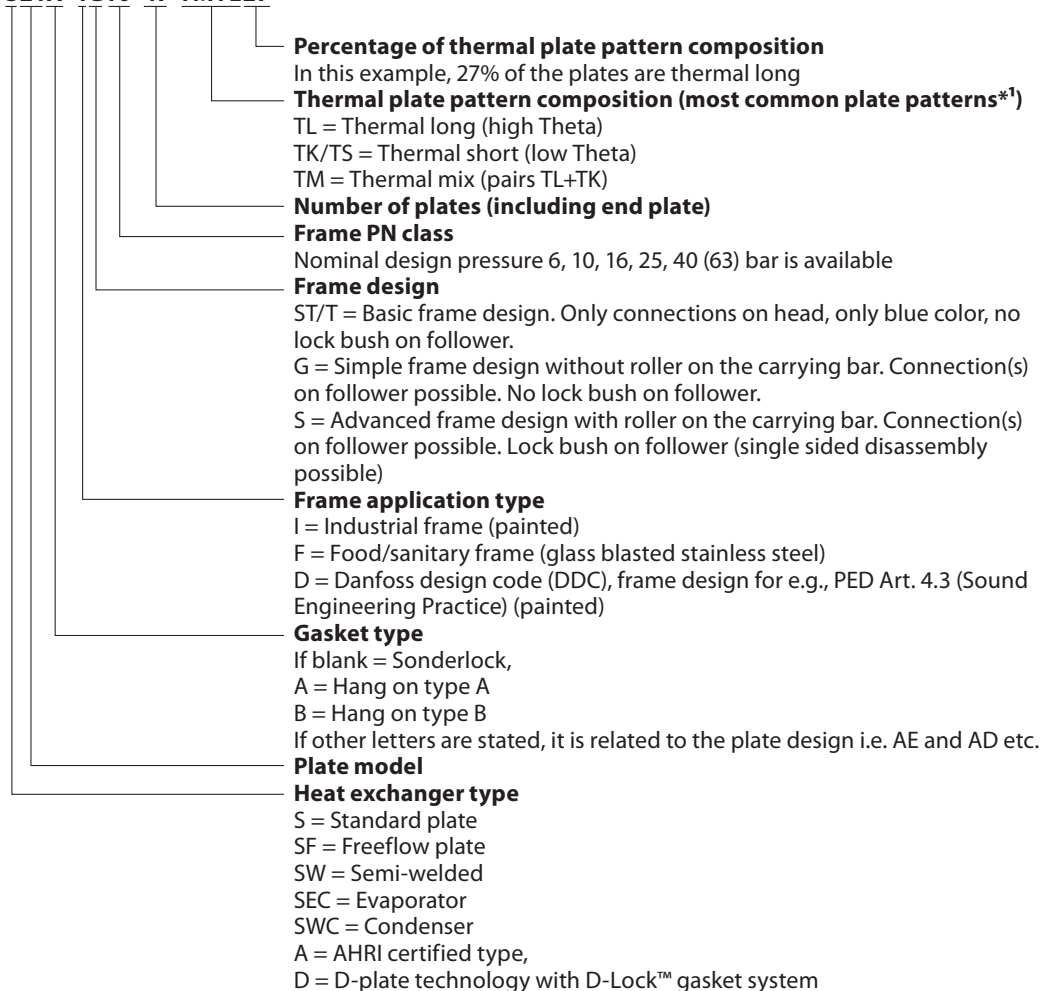 Percentage of thermal plate pattern composition
In this example, 27% of the plates are thermal long
Thermal plate pattern composition (most common plate patterns*¹)
TL = Thermal long (high Theta)
TK/TS = Thermal short (low Theta)
TM = Thermal mix (pairs TL+TK)
Number of plates (including end plate)
Frame PN class
Nominal design pressure 6, 10, 16, 25, 40 (63) bar is available
Frame design
ST/T = Basic frame design. Only connections on head, only blue color, no
lock bush on follower.
G = Simple frame design without roller on the carrying bar. Connection(s)
on follower possible. No lock bush on follower.
S = Advanced frame design with roller on the carrying bar. Connection(s)
on follower possible. Lock bush on follower (single sided disassembly
possible)
Frame application type
I = Industrial frame (painted)
F = Food/sanitary frame (glass blasted stainless steel)
D = Danfoss design code (DDC), frame design for e.g., PED Art. 4.3 (Sound
Engineering Practice) (painted)
Gasket type
If blank = Sonderlock,
A = Hang on type A
B = Hang on type B
If other letters are stated, it is related to the plate design i.e. AE and AD etc.
Plate model
Heat exchanger type
S = Standard plate
SF = Freeflow plate
SW = Semi-welded
SEC = Evaporator
SWC = Condenser
A = AHRI certified type,
D = D-plate technology with D-Lock™ gasket system